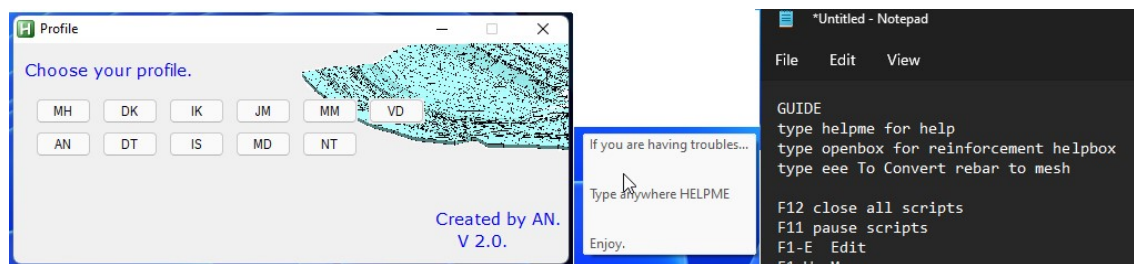 Profile
Choose your profile.
MH DK IK JM MM VD
AN DT IS MD NT
Created by AN.
V 2.0.
If you are having troubles...
Type anywhere HELPME
Enjoy.
*Untitled - Notepad
File Edit View
GUIDE
type helpme for help
type openbox for reinforcement helpbox
type eee To Convert rebar to mesh
F12 close all scripts
F11 pause scripts
F1-E Edit